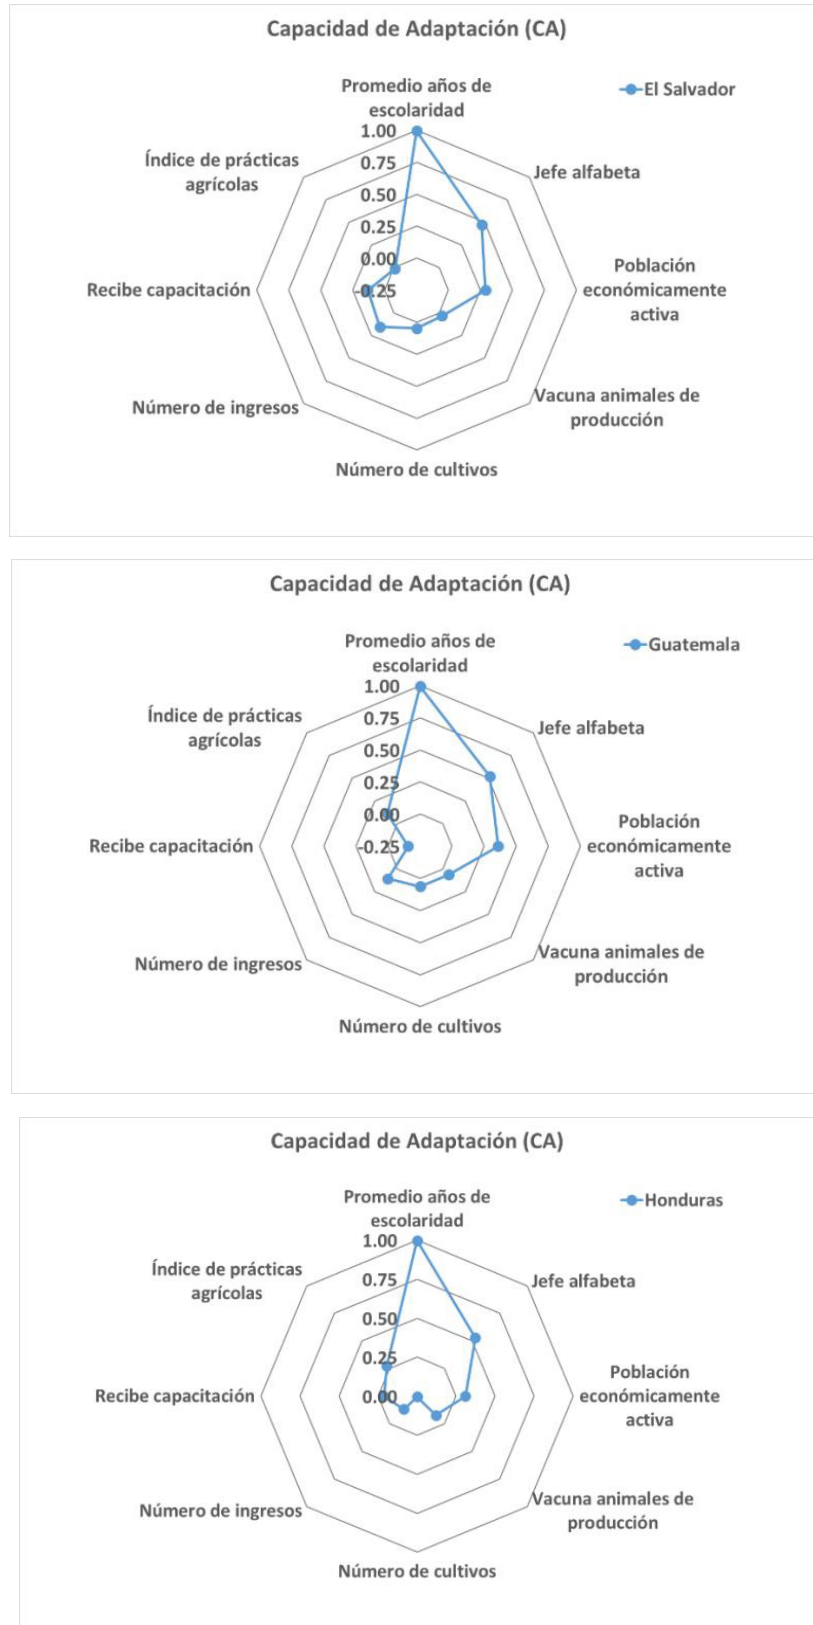 Capacidad de Adaptación (CA)
Promedio años de
escolaridad
El Salvador
1.00
0.75
0.50
0.25
0.00
-0.25
Índice de prácticas
agrícolas
Jefe alfabeta
Recibe capacitación
Población
económicamente
activa
Número de ingresos
Vacuna animales de
producción
Número de cultivos
Capacidad de Adaptación (CA)
Promedio años de
escolaridad
Guatemala
1.00
0.75
0.50
0.25
0.00
-0.25
Índice de prácticas
agrícolas
Jefe alfabeta
Recibe capacitación
Población
económicamente
activa
Número de ingresos
Vacuna animales de
producción
Número de cultivos
Capacidad de Adaptación (CA)
Promedio años de
escolaridad
Honduras
1.00
0.75
0.50
0.25
0.00
Índice de prácticas
agrícolas
Jefe alfabeta
Recibe capacitación
Población
económicamente
activa
Número de ingresos
Vacuna animales de
producción
Número de cultivos